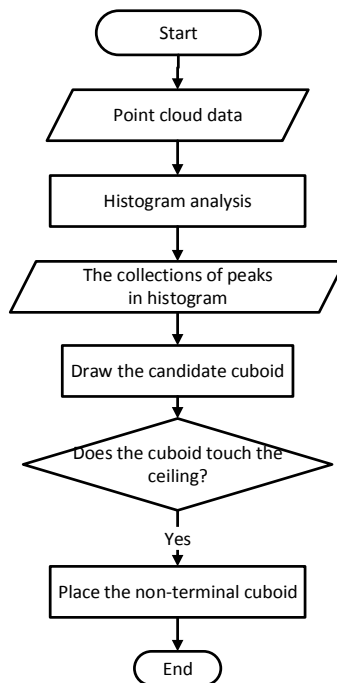 Start
Point cloud data
Histogram analysis
The collections of peaks
in histogram
Draw the candidate cuboid
Does the cuboid touch the
ceiling?
Yes
Place the non-terminal cuboid
End